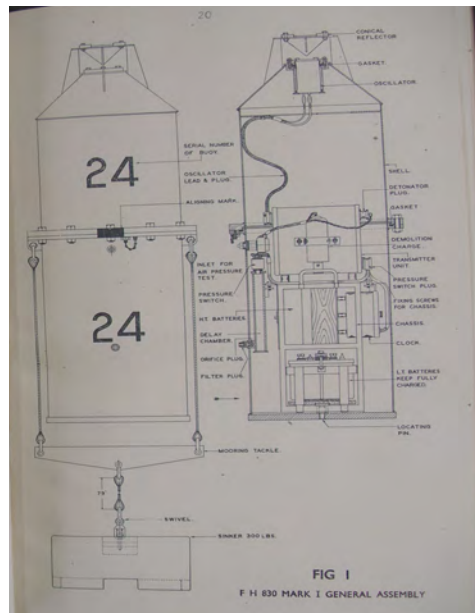 20
CONICAL
REFLECTOR
GASKET
OSCILLATOR
SERIAL NUMBER
OF BUOY.
24
OSCILLATOR
LEAD & PLUG.
SHELL.
DETONATOR
PLUG.
ALIGNING MARK.
GASKET
DEMOLITION
CHARGE.
INLET FOR
AIR PRESSURE
TEST.
TRANSMITTER
UNIT.
PRESSURE
SWITCH PLUG.
PRESSURE
SWITCH.
FIXING SCREWS
FOR CHASSIS.
H.T BATTERIES
CHASSIS.
24
DELAY
CHAMBER
CLOCK.
ORIFICE PLUG.
FILTER PLUG.
L.T BATTERIES
KEEP FULLY
CHARGED
LOCATING
PIN.
MOORING TACKLE.
SWIVEL.
SINKER 300 LBS.
FIG 1
F H 830 MARK I GENERAL ASSEMBLY